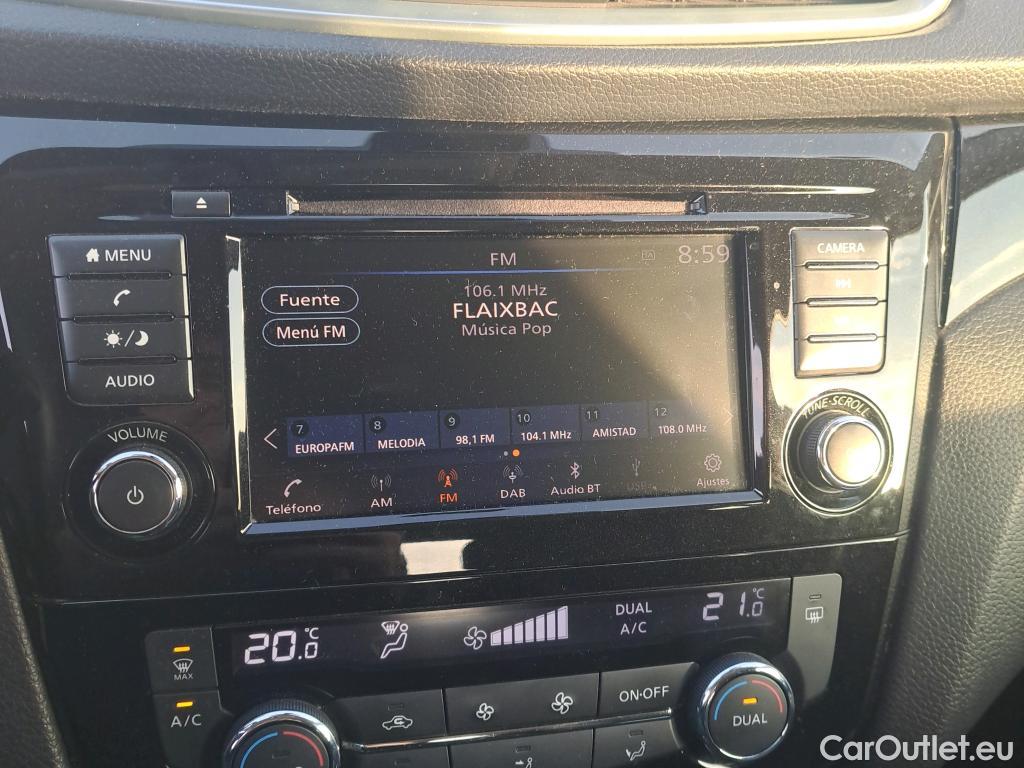 MENU
AUDIO
VOLUME
FM
8:59
Fuente
Menú FM
106.1 MHz
FLAIXBAC
Música Pop
7 EUROPAFM
8 MELODIA
9 98,1 FM
10 104.1 MHz
11 AMISTAD
12 108.0 MHz
Teléfono
AM
FM
DAB
Audio BT
USB
Ajustes
CAMERA
TUNE·SCROLL
MAX
A/C
20.0 °C
DUAL
A/C
21.0 °C
ON·OFF
DUAL
CarOutlet.eu